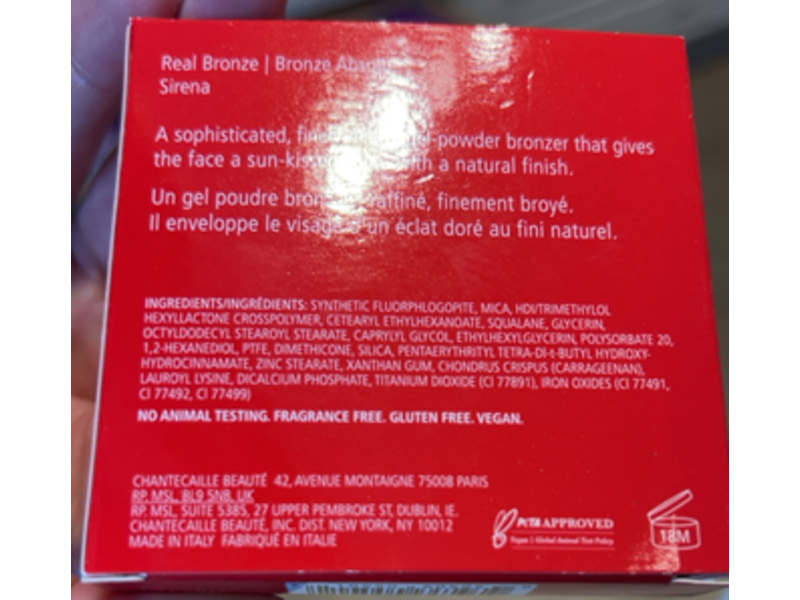 Real Bronze | Bronze
Sirena
A sophisticated, gel-powder bronzer that gives
the face a sun-kissed with a natural finish.
Un gel poudre raffiné, finement broyé.
Il enveloppe le visage d'un éclat doré au fini naturel.
INGREDIENTS/INGRÉDIENTS: SYNTHETIC FLUORPHLOGOPITE, MICA, HDI/TRIMETHYLOL
HEXYLLACTONE CROSSPOLYMER, CETEARYL ETHYLHEXANOATE, SQUALANE, GLYCERIN,
OCTYLDODECYL STEAROYL STEARATE, CAPRYLYL GLYCOL, ETHYLHEXYLGLYCERIN, POLYSORBATE 20,
1,2-HEXANEDIOL, PTFE, DIMETHICONE, SILICA, PENTAERYTHRITYL TETRA-DI-t-BUTYL HYDROXY-
HYDROCINNAMATE, ZINC STEARATE, XANTHAN GUM, CHONDRUS CRISPUS (CARRAGEENAN),
LAUROYL LYSINE, DICALCIUM PHOSPHATE, TITANIUM DIOXIDE (CI 77891), IRON OXIDES (CI 77491,
CI 77492, CI 77499)
NO ANIMAL TESTING. FRAGRANCE FREE. GLUTEN FREE. VEGAN.
CHANTECAILLE BEAUTÉ 42, AVENUE MONTAIGNE 75008 PARIS
RP. MSL, BL9 5NB, UK
RP. MSL, SUITE 5385, 27 UPPER PEMBROKE ST, DUBLIN, IE.
CHANTECAILLE BEAUTÉ, INC. DIST. NEW YORK, NY 10012
MADE IN ITALY FABRIQUÉ EN ITALIE
PETA APPROVED
Vegan | Global Animal Test Policy
18M